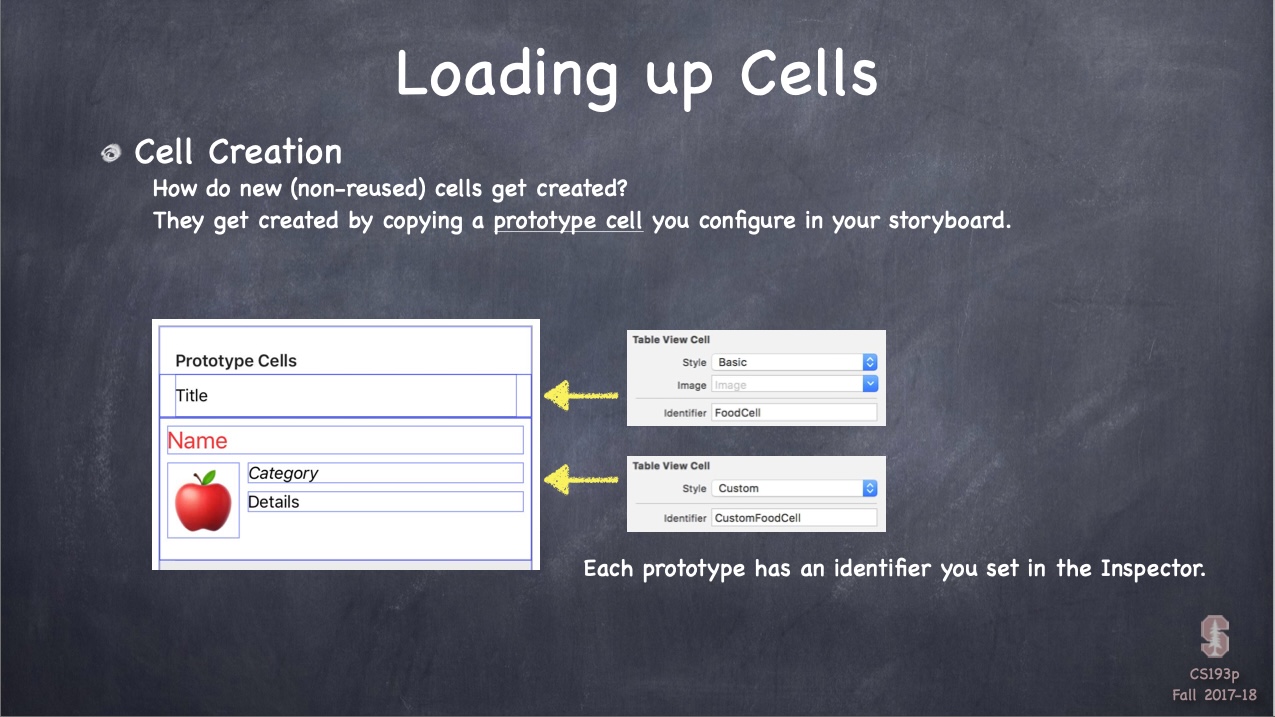 Loading up Cells
Cell Creation
How do new (non-reused) cells get created?
They get created by copying a prototype cell you configure in your storyboard.
Prototype Cells
Title
Name
Category
Details
Table View Cell
Style Basic
Image Image
Identifier FoodCell
Table View Cell
Style Custom
Identifier CustomFoodCell
Each prototype has an identifier you set in the Inspector.
S
CS193p
Fall 2017-18